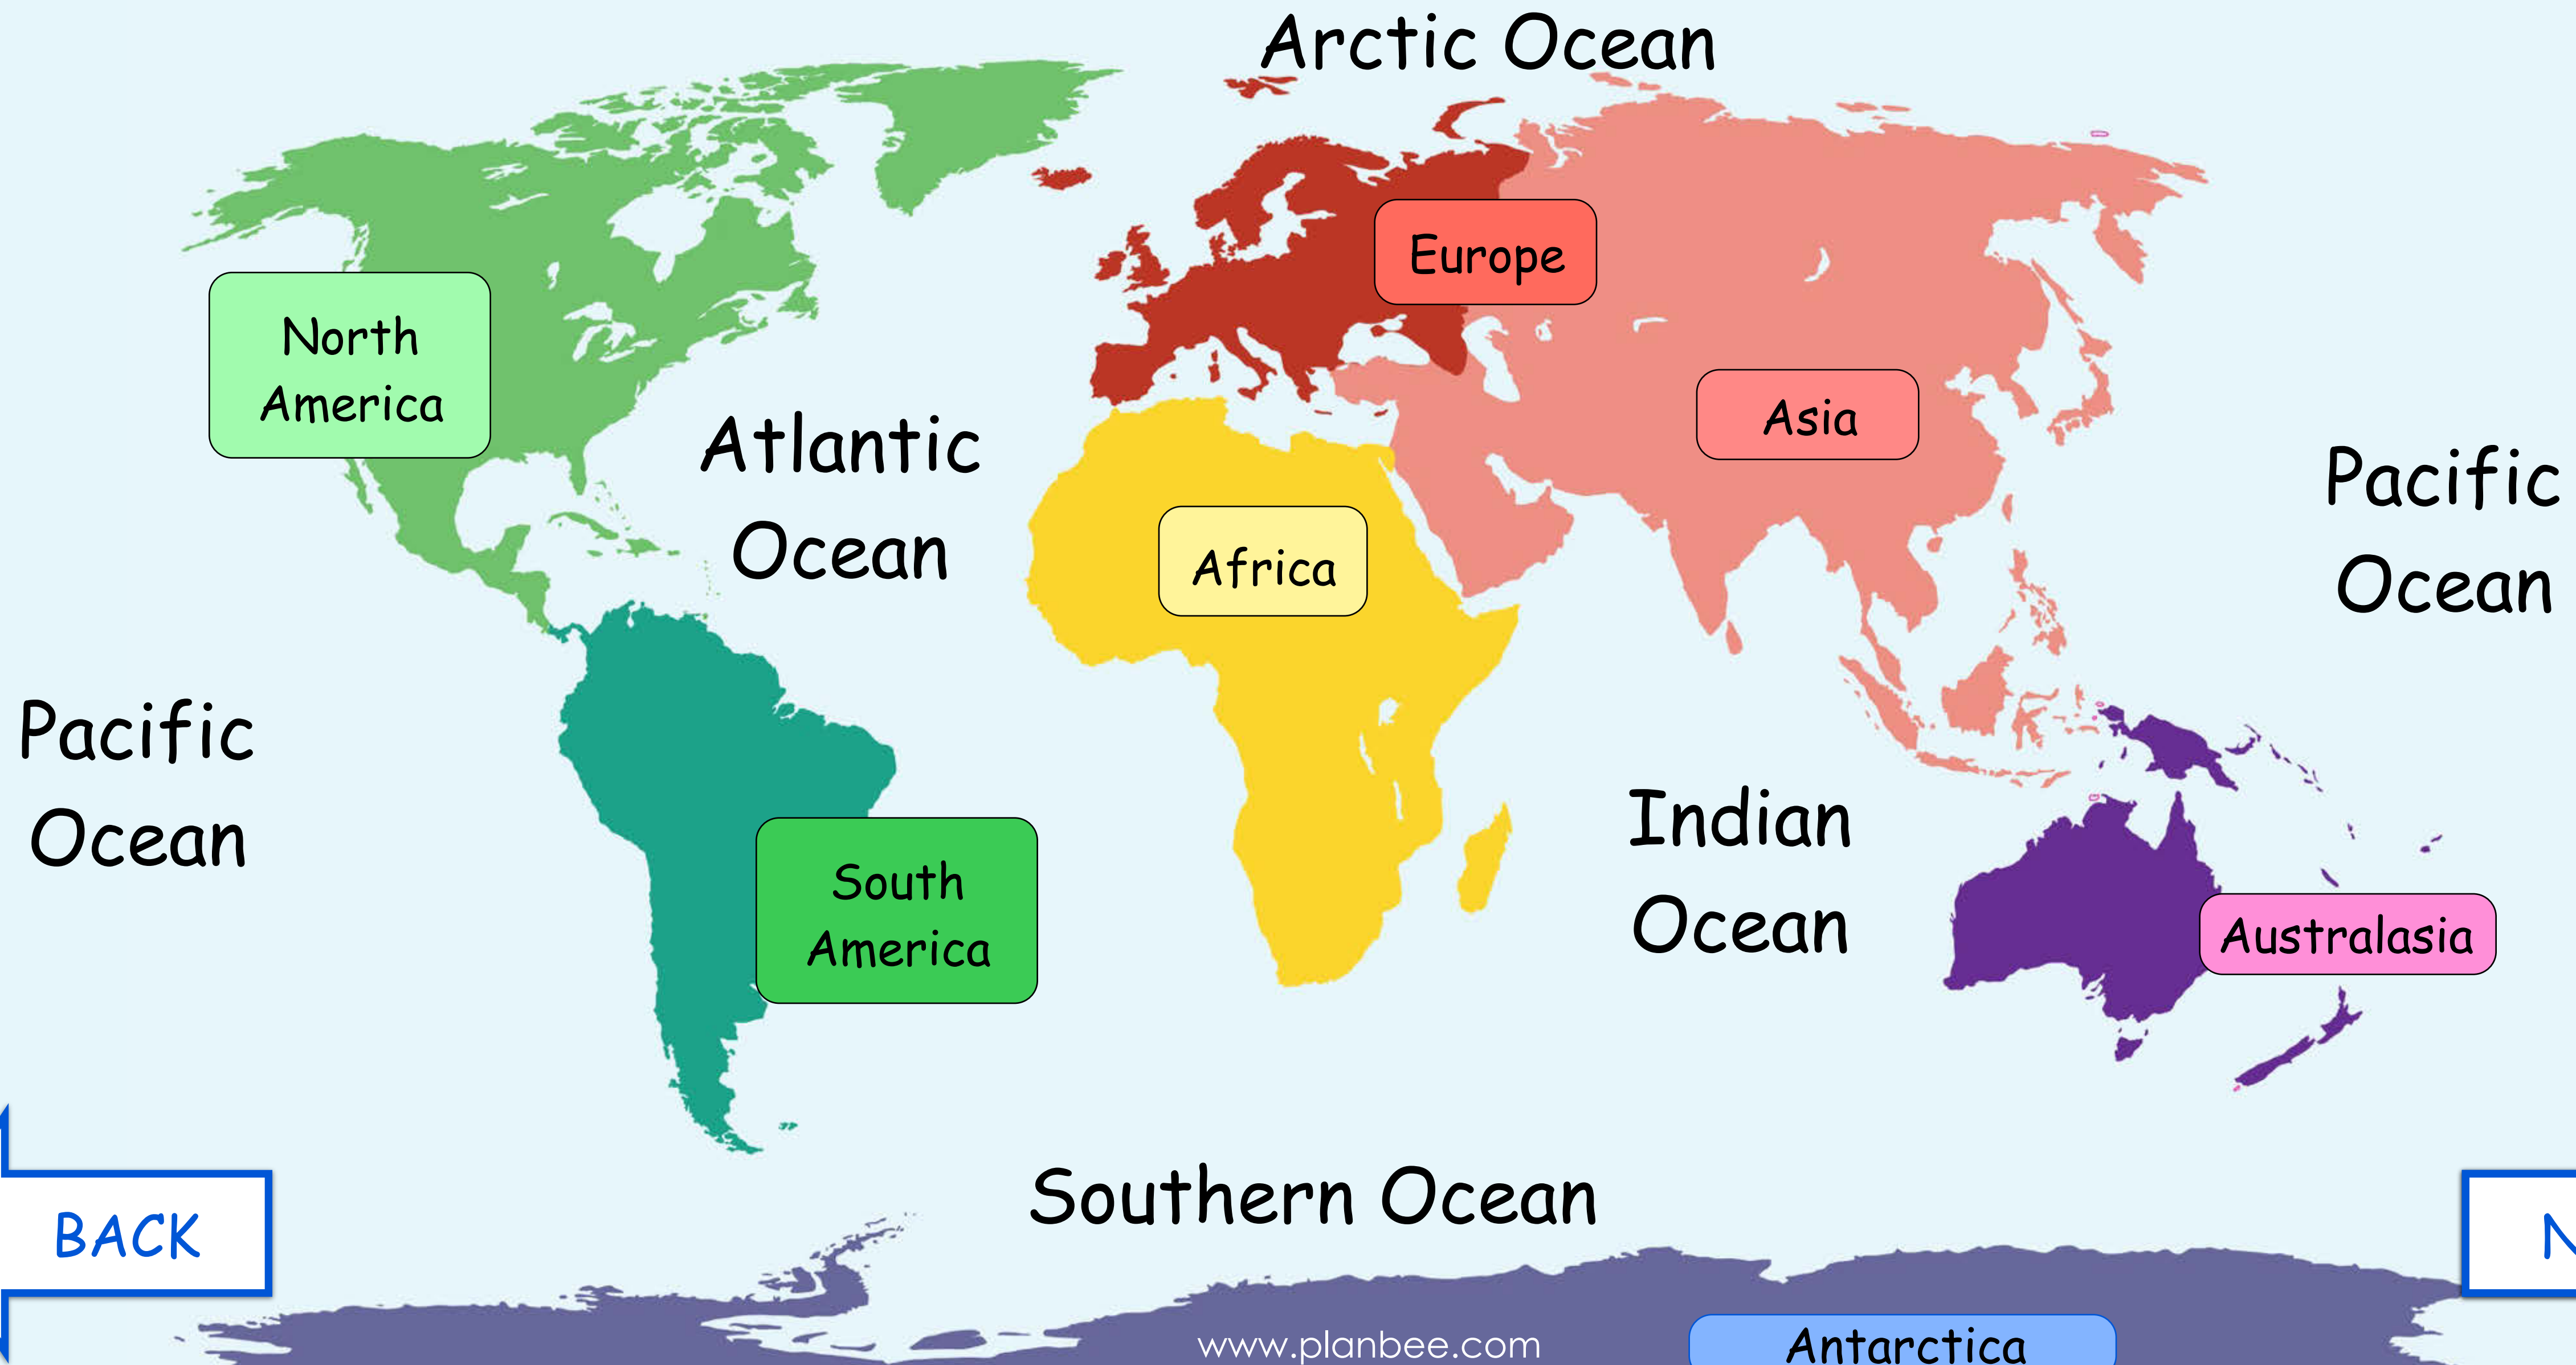 Arctic Ocean
Europe
North
America
Asia
Atlantic
Ocean
Pacific
Ocean
Africa
Pacific
Ocean
Indian
Ocean
South
America
Australasia
Southern Ocean
BACK
N
www.planbee.com
Antarctica